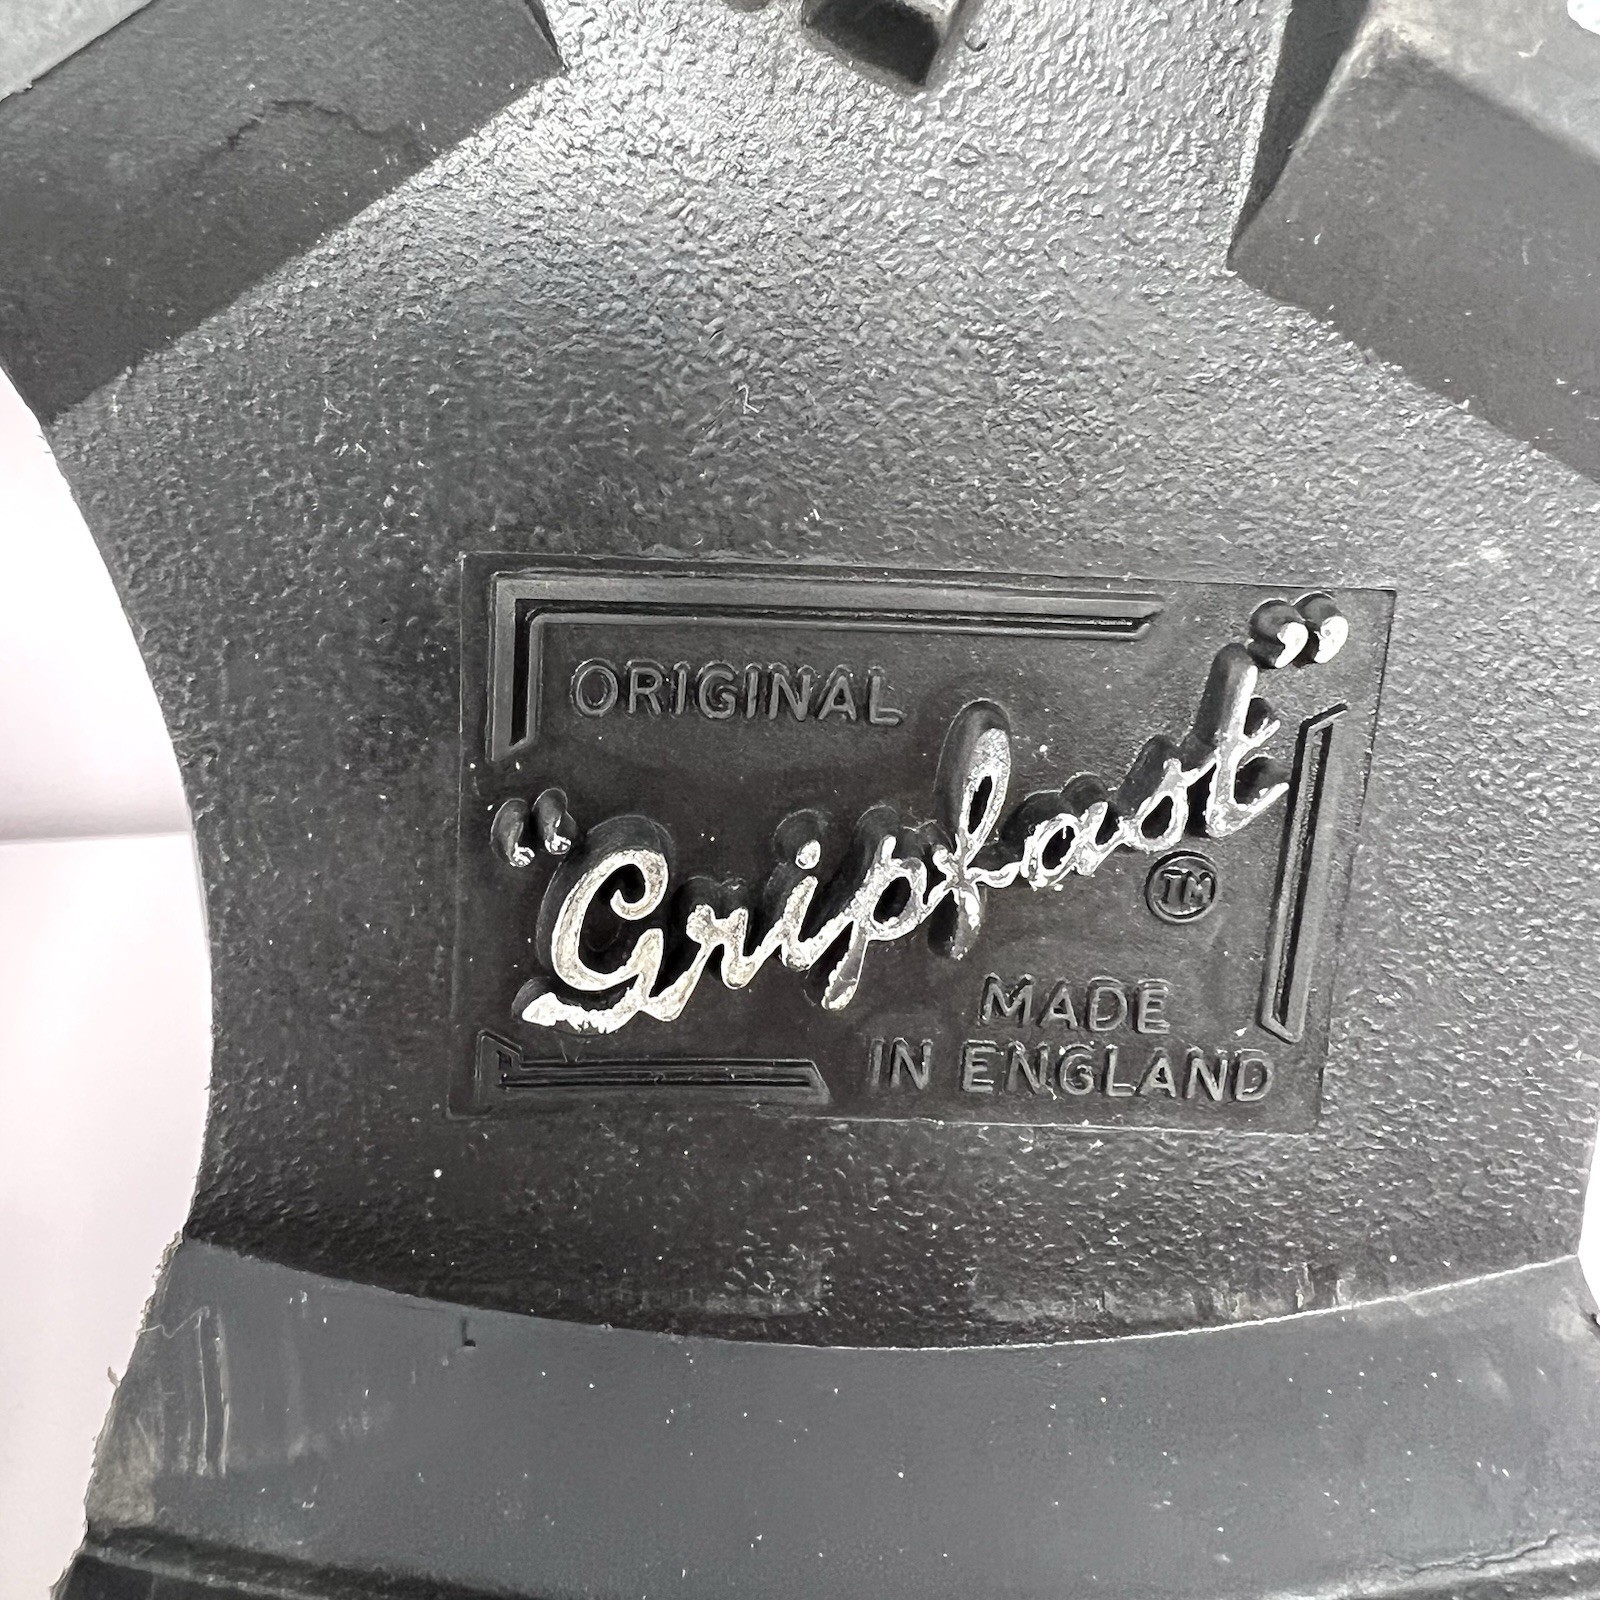 ORIGINAL
"Gripfast"
TM
MADE
IN ENGLAND